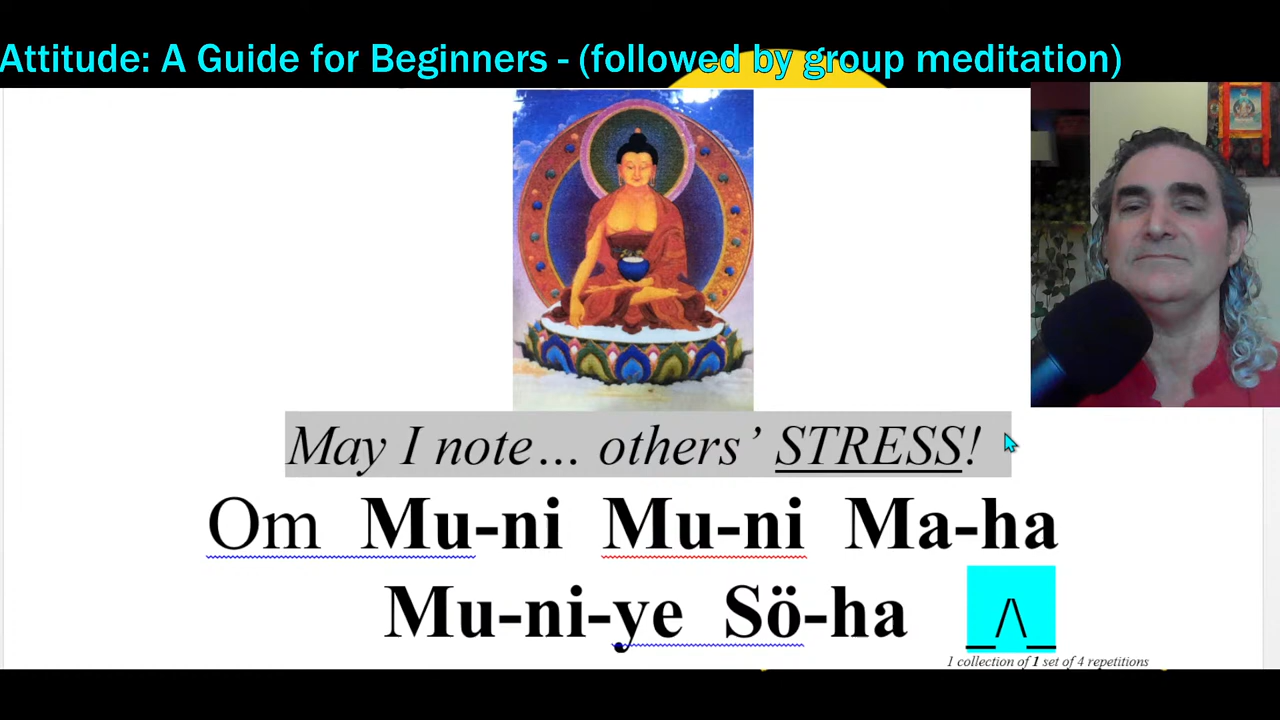 Attitude: A Guide for Beginners - (followed by group meditation)
May I note… others’ STRESS!
Om Mu-ni Mu-ni Ma-ha
Mu-ni-ye Sö-ha _/\_
1 collection of 1 set of 4 repetitions